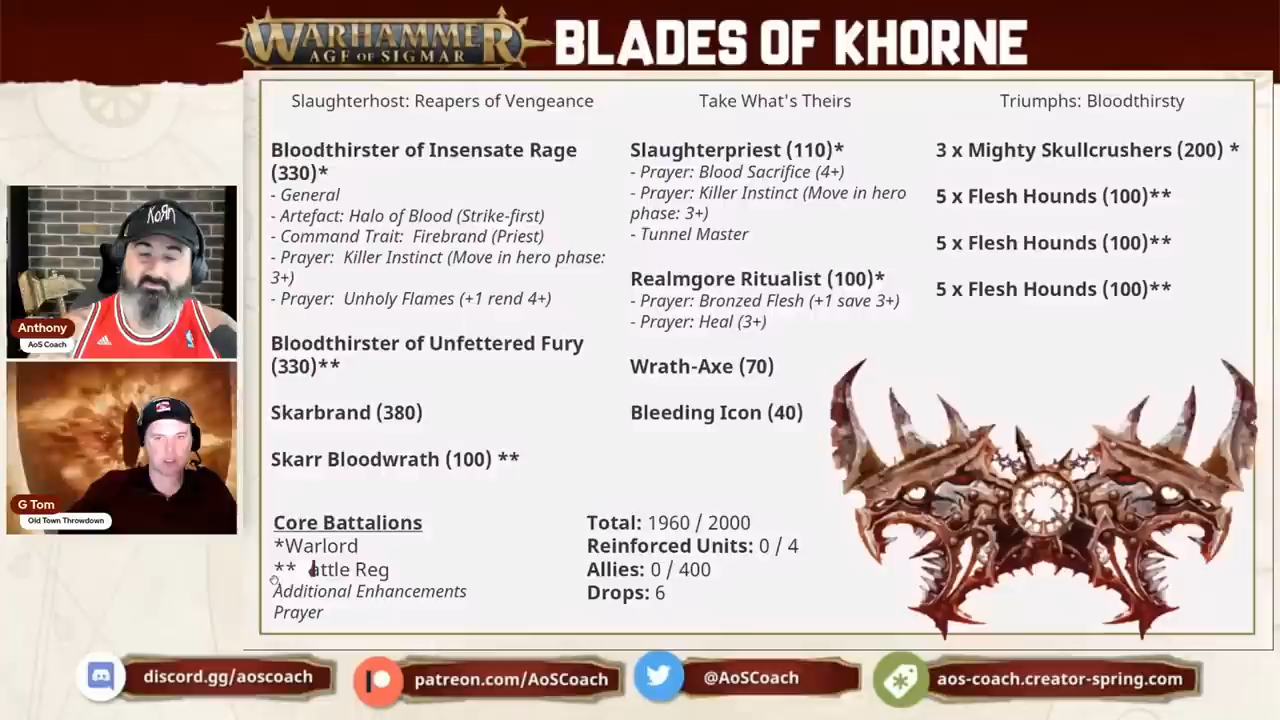 WARHAMMER
AGE OF SIGMAR
BLADES OF KHORNE
Slaughterhost: Reapers of Vengeance
Take What's Theirs
Triumphs: Bloodthirsty
Bloodthirster of Insensate Rage
(330)*
- General
- Artefact: Halo of Blood (Strike-first)
- Command Trait: Firebrand (Priest)
- Prayer: Killer Instinct (Move in hero phase:
3+)
- Prayer: Unholy Flames (+1 rend 4+)
Bloodthirster of Unfettered Fury
(330)**
Skarbrand (380)
Skarr Bloodwrath (100) **
Slaughterpriest (110)*
- Prayer: Blood Sacrifice (4+)
- Prayer: Killer Instinct (Move in hero
phase: 3+)
- Tunnel Master
Realmgore Ritualist (100)*
- Prayer: Bronzed Flesh (+1 save 3+)
- Prayer: Heal (3+)
Wrath-Axe (70)
Bleeding Icon (40)
3 x Mighty Skullcrushers (200) *
5 x Flesh Hounds (100)**
5 x Flesh Hounds (100)**
5 x Flesh Hounds (100)**
Core Battalions
*Warlord
** attle Reg
Additional Enhancements
Prayer
Total: 1960 / 2000
Reinforced Units: 0 / 4
Allies: 0 / 400
Drops: 6
KoЯn
Anthony
AoS Coach
G Tom
Old Town Throwdown
discord.gg/aoscoach
patreon.com/AoSCoach
@AoSCoach
aos-coach.creator-spring.com